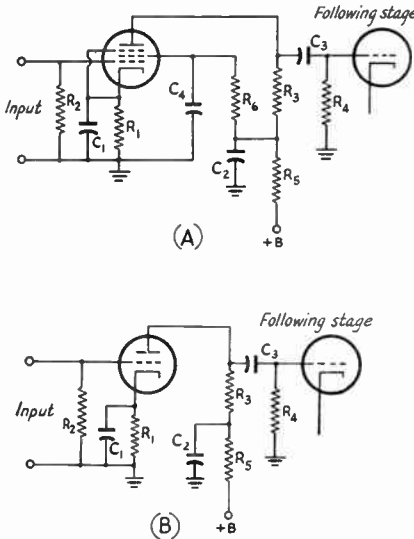 Following stage
C3
C4
R6
R3
R2
Input
R1
R4
C1
C2
R5
(A)
+B
Following stage
C3
R3
Input
R2
R4
R1
C1
C2
R5
(B)
+B